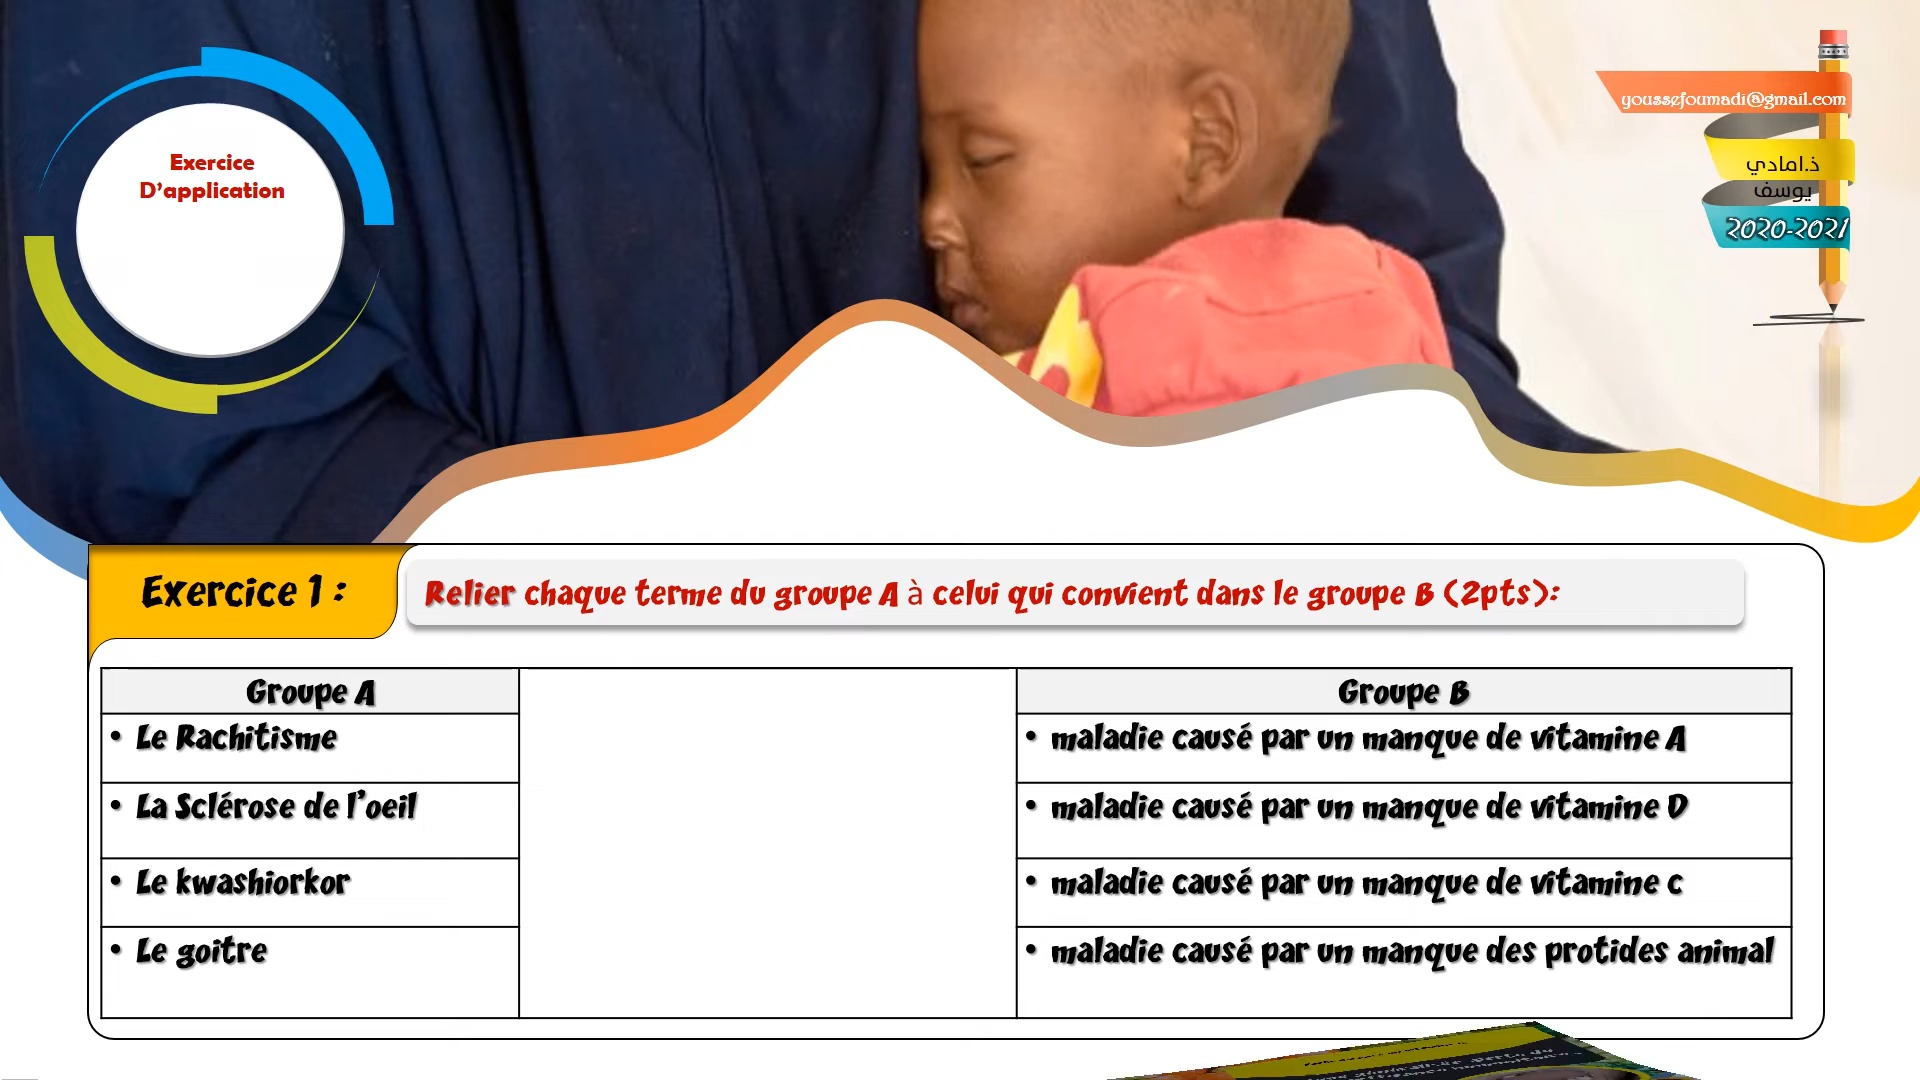 Exercice
D’application
youssefoumadi@gmail.com
ذ.امادي
يوسف
2020-2021
Exercice 1 :
Relier chaque terme du groupe A à celui qui convient dans le groupe B (2pts):
Groupe A
Groupe B
• Le Rachitisme
• maladie causé par un manque de vitamine A
• La Sclérose de l’oeil
• maladie causé par un manque de vitamine D
• Le kwashiorkor
• maladie causé par un manque de vitamine c
• Le goitre
• maladie causé par un manque des protides animal